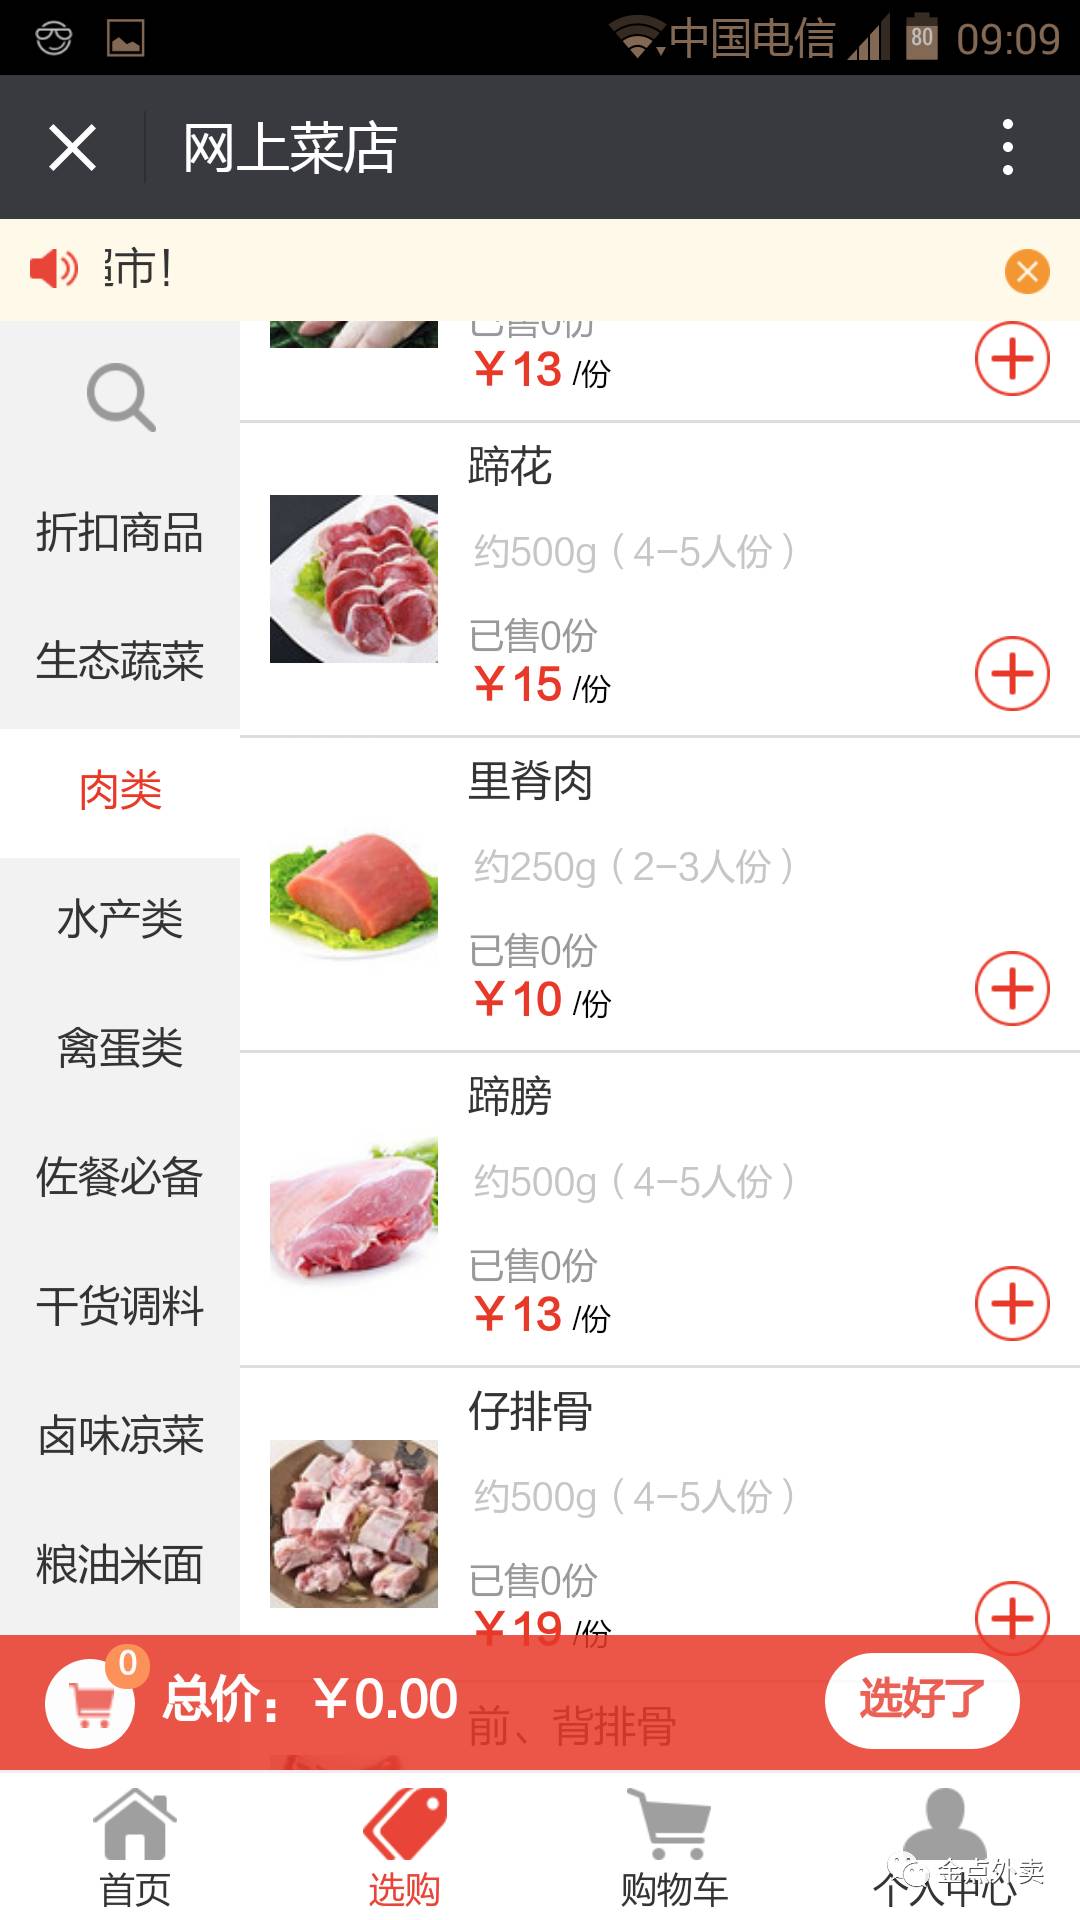 中国电信 80 09:09
网上菜店
超市！
已售0份
￥13 /份
折扣商品
生态蔬菜
肉类
水产类
禽蛋类
佐餐必备
干货调料
卤味凉菜
粮油米面
蹄花
约500g（4-5人份）
已售0份
￥15 /份
里脊肉
约250g（2-3人份）
已售0份
￥10 /份
蹄膀
约500g（4-5人份）
已售0份
￥13 /份
仔排骨
约500g（4-5人份）
已售0份
￥19 /份
前、背排骨
0
总价：￥0.00
选好了
首页
选购
购物车
个人中心
金点外卖